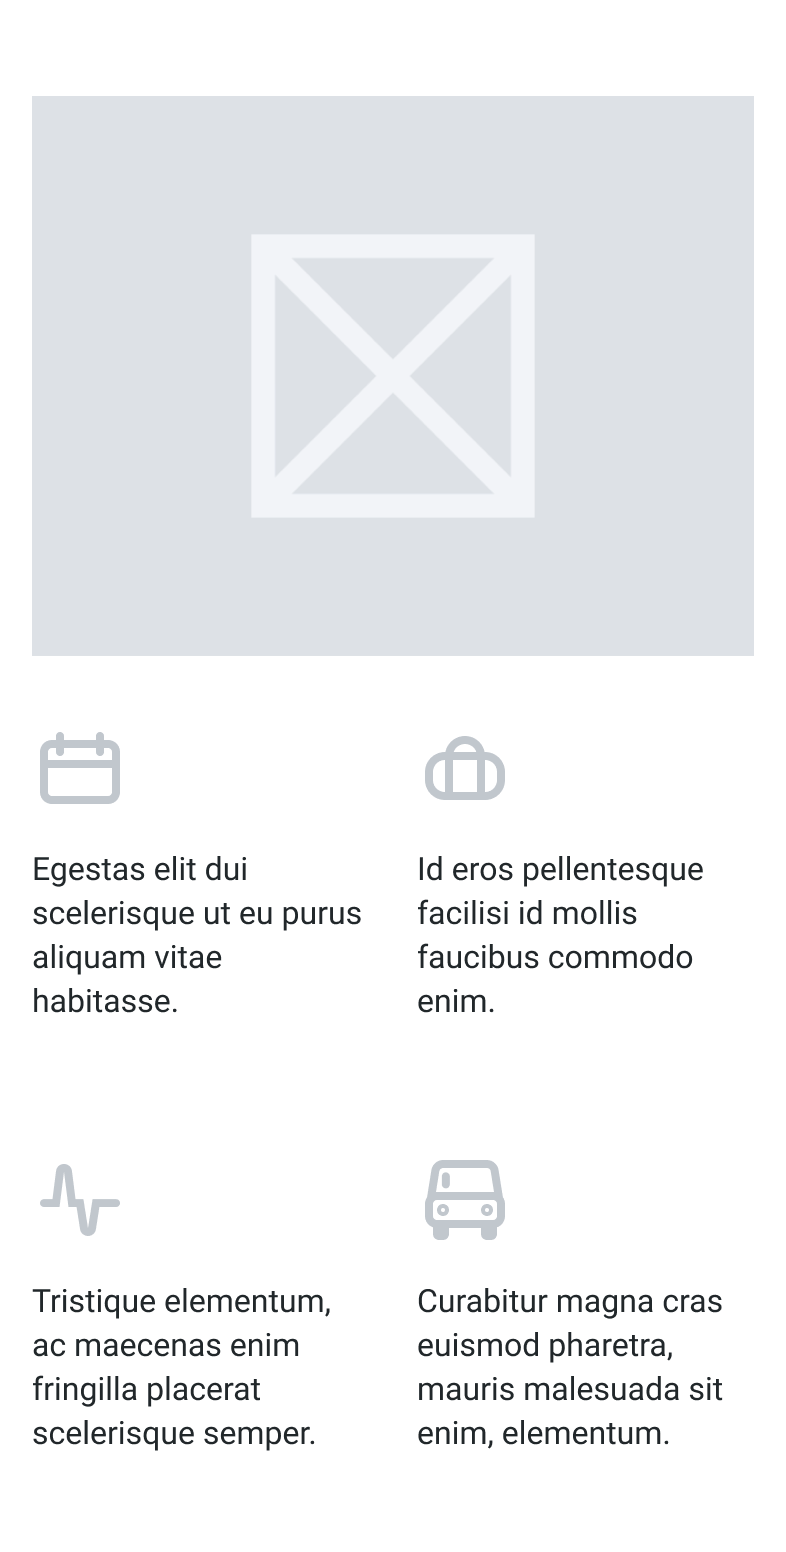 Egestas elit dui
scelerisque ut eu purus
aliquam vitae
habitasse.
Id eros pellentesque
facilisi id mollis
faucibus commodo
enim.
Tristique elementum,
ac maecenas enim
fringilla placerat
scelerisque semper.
Curabitur magna cras
euismod pharetra,
mauris malesuada sit
enim, elementum.